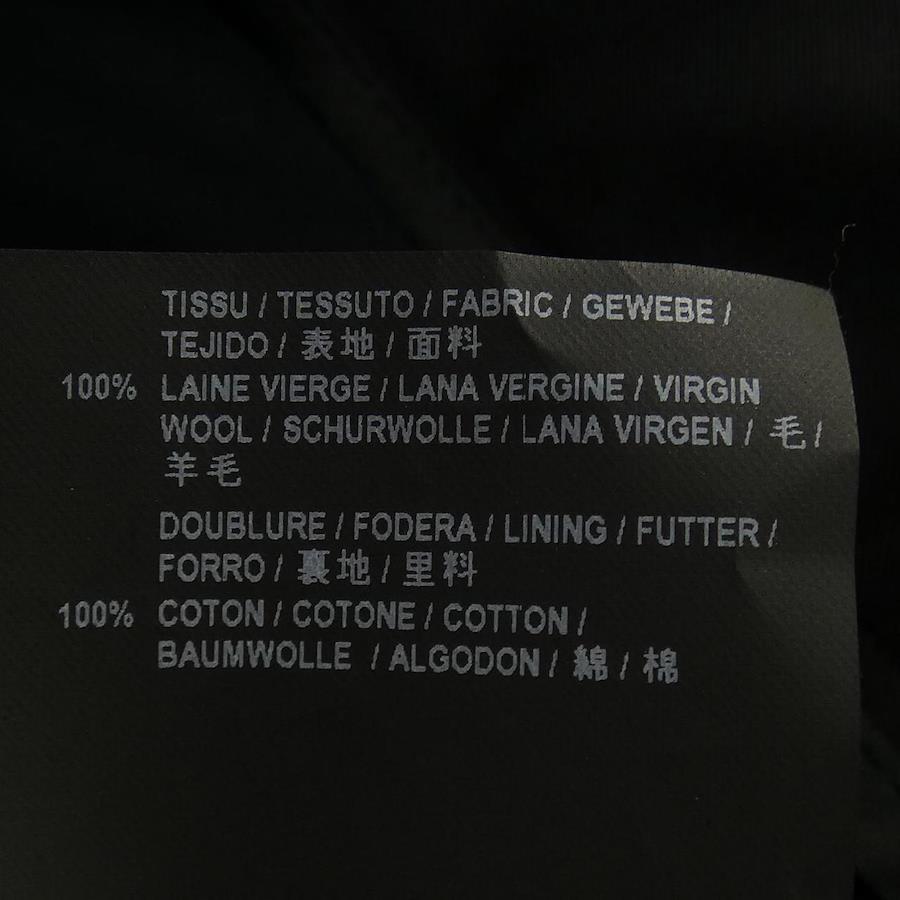 TISSU / TESSUTO / FABRIC / GEWEBE /
TEJIDO / 表地 / 面料
100% LAINE VIERGE / LANA VERGINE / VIRGIN
WOOL / SCHURWOLLE / LANA VIRGEN / 毛 /
羊毛
DOUBLURE / FODERA / LINING / FUTTER /
FORRO / 裏地 / 里料
100% COTON / COTONE / COTTON /
BAUMWOLLE / ALGODON / 綿 / 棉